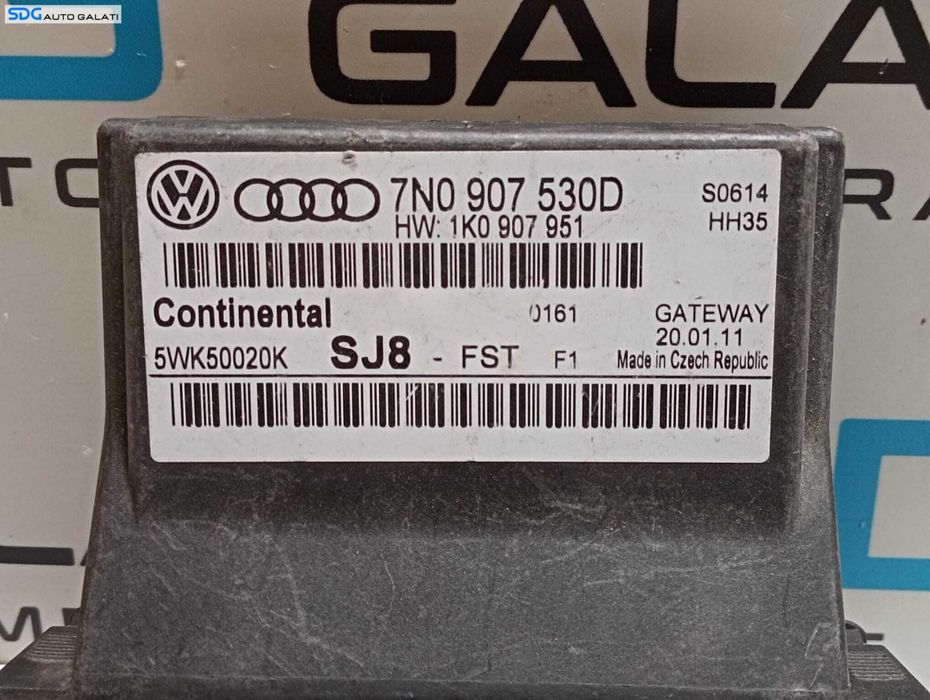 SDG AUTO GALATI
GALA
TO
7N0 907 530D
S0614
HW: 1K0 907 951
HH35
Continental 0161 GATEWAY
20.01.11
5WK50020K SJ8 - FST F1 Made in Czech Republic